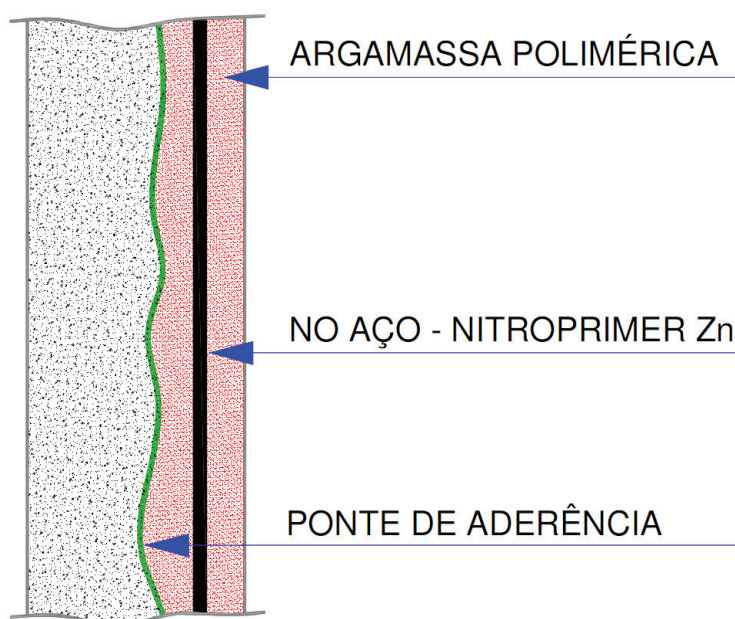 ARGAMASSA POLIMÉRICA
NO AÇO - NITROPRIMER Zn
PONTE DE ADERÊNCIA